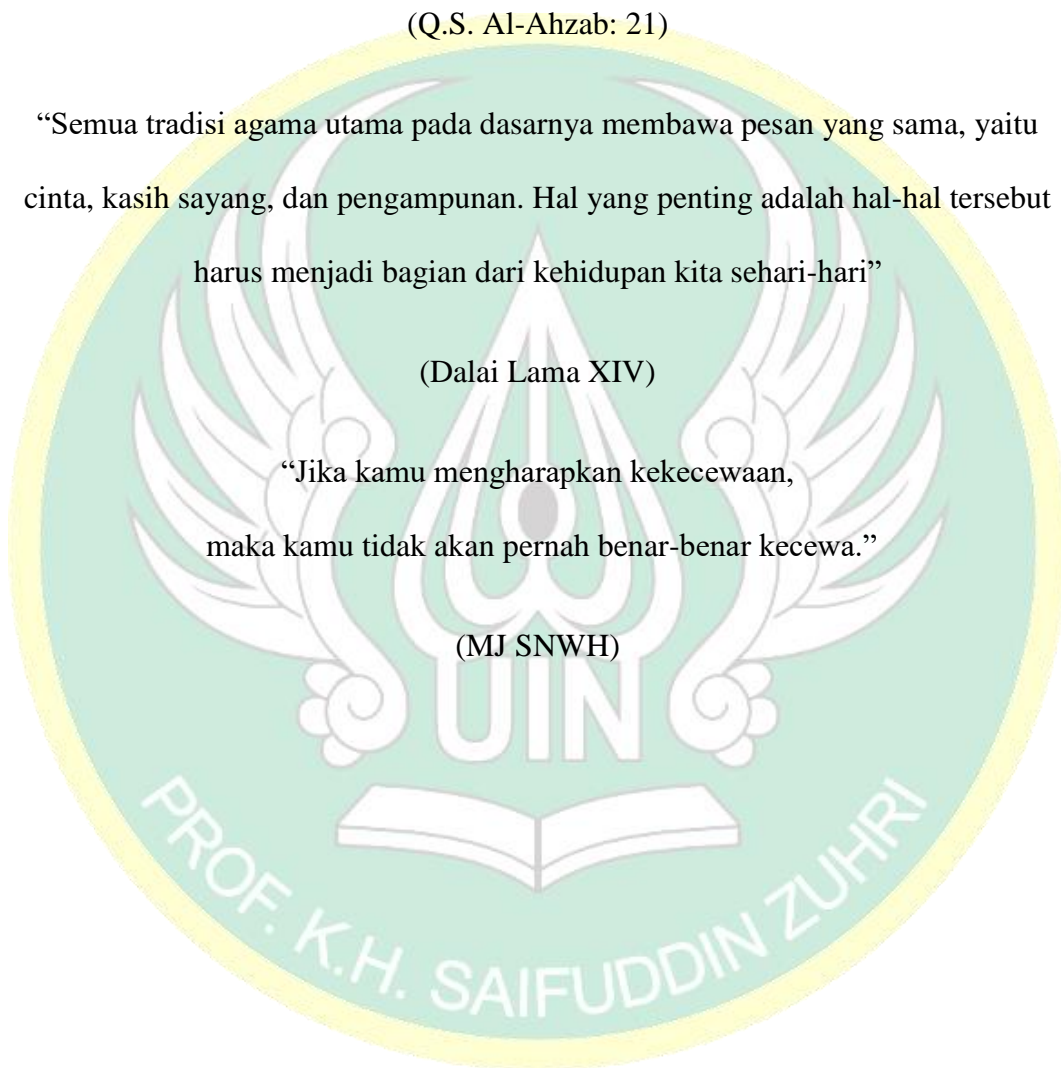 (Q.S. Al-Ahzab: 21)
“Semua tradisi agama utama pada dasarnya membawa pesan yang sama, yaitu
cinta, kasih sayang, dan pengampunan. Hal yang penting adalah hal-hal tersebut
harus menjadi bagian dari kehidupan kita sehari-hari”
(Dalai Lama XIV)
“Jika kamu mengharapkan kekecewaan,
maka kamu tidak akan pernah benar-benar kecewa.”
(MJ SNWH)
UIN
PROF. K.H. SAIFUDDIN ZUHRI